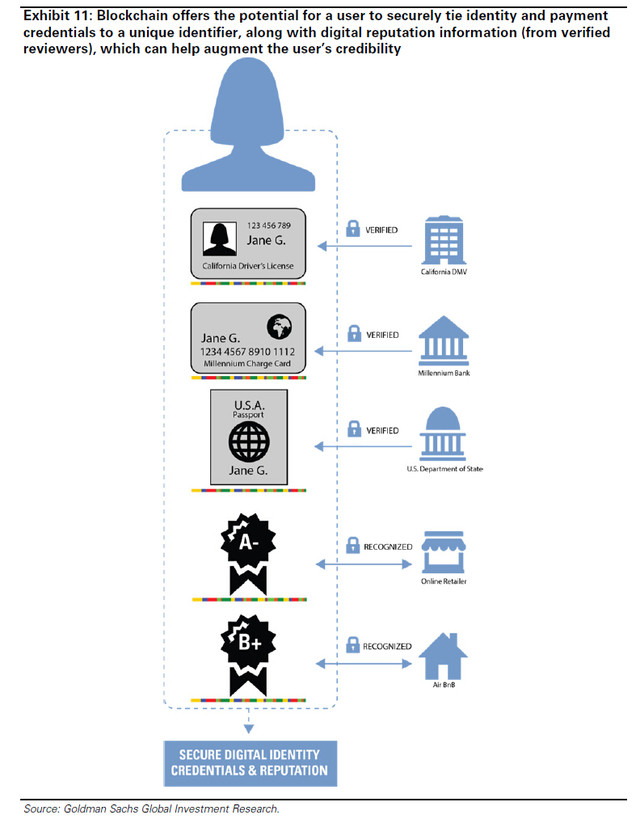 Exhibit 11: Blockchain offers the potential for a user to securely tie identity and payment
credentials to a unique identifier, along with digital reputation information (from verified
reviewers), which can help augment the user's credibility
123 456 789
Jane G.
California Driver's License
VERIFIED
California DMV
Jane G.
1234 4567 8910 1112
Millennium Charge Card
VERIFIED
Millennium Bank
U.S.A.
Passport
Jane G.
VERIFIED
U.S. Department of State
A-
RECOGNIZED
Online Retailer
B+
RECOGNIZED
Air BnB
SECURE DIGITAL IDENTITY
CREDENTIALS & REPUTATION
Source: Goldman Sachs Global Investment Research.